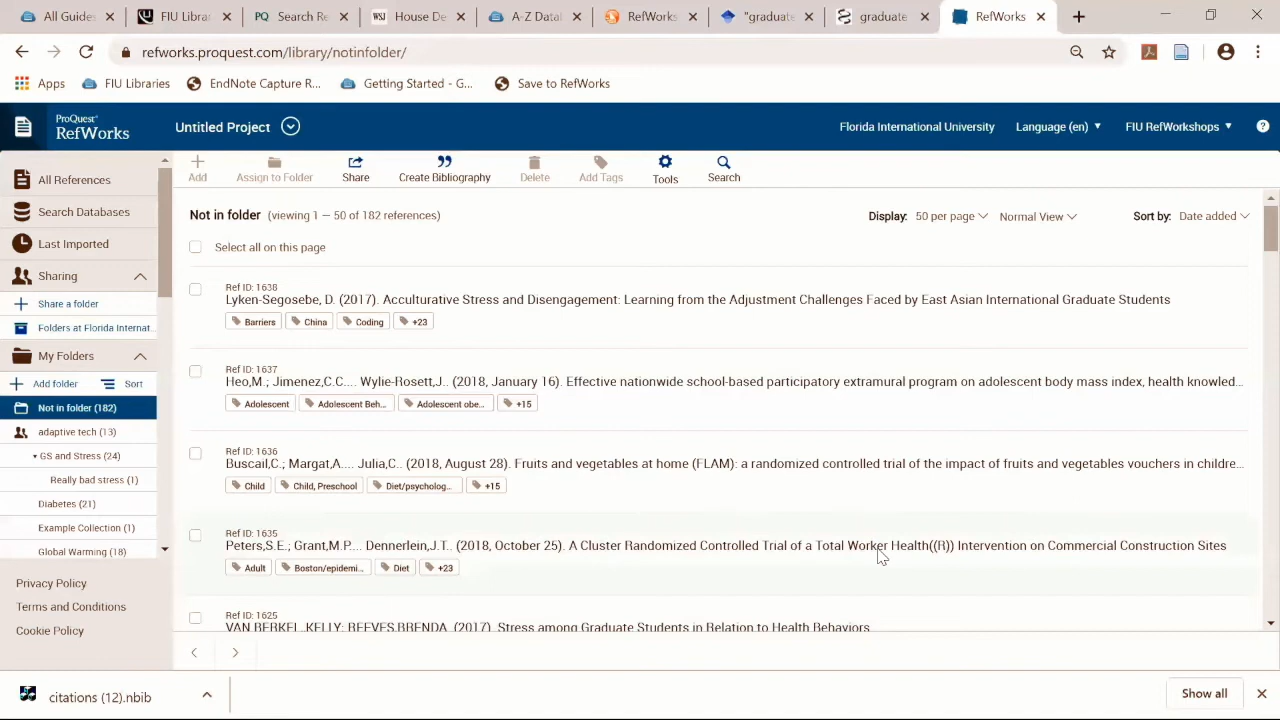 All Guides
FIU Librar
Search Re
House De
A-Z Datal
RefWorks
"graduate
graduate
RefWorks
refworks.proquest.com/library/notinfolder/
Apps
FIU Libraries
EndNote Capture R...
Getting Started - G...
Save to RefWorks
ProQuest®
RefWorks
Untitled Project
Florida International University
Language (en)
FIU RefWorkshops
All References
Search Databases
Last Imported
Sharing
Share a folder
Folders at Florida Internat..
My Folders
Add folder
Sort
Not in folder (182)
adaptive tech (13)
GS and Stress (24)
Really bad stress (1)
Diabetes (21)
Example Collection (1)
Global Warming (18)
Privacy Policy
Terms and Conditions
Cookie Policy
Add
Assign to Folder
Share
Create Bibliography
Delete
Add Tags
Tools
Search
Not in folder (viewing 1 — 50 of 182 references)
Display: 50 per page
Normal View
Sort by: Date added
Select all on this page
Ref ID: 1638
Lyken-Segosebe, D. (2017). Acculturative Stress and Disengagement: Learning from the Adjustment Challenges Faced by East Asian International Graduate Students
Barriers
China
Coding
+23
Ref ID: 1637
Heo,M.; Jimenez,C.C.... Wylie-Rosett,J.. (2018, January 16). Effective nationwide school-based participatory extramural program on adolescent body mass index, health knowled...
Adolescent
Adolescent Beh...
Adolescent obe...
+15
Ref ID: 1636
Buscail,C.; Margat,A.... Julia,C.. (2018, August 28). Fruits and vegetables at home (FLAM): a randomized controlled trial of the impact of fruits and vegetables vouchers in childre...
Child
Child, Preschool
Diet/psycholog...
+15
Ref ID: 1635
Peters,S.E.; Grant,M.P.... Dennerlein,J.T.. (2018, October 25). A Cluster Randomized Controlled Trial of a Total Worker Health((R)) Intervention on Commercial Construction Sites
Adult
Boston/epidemi...
Diet
+23
Ref ID: 1625
VAN BERKEL,KELLY; REEVES,BRENDA. (2017). Stress among Graduate Students in Relation to Health Behaviors
citations (12).nbib
Show all